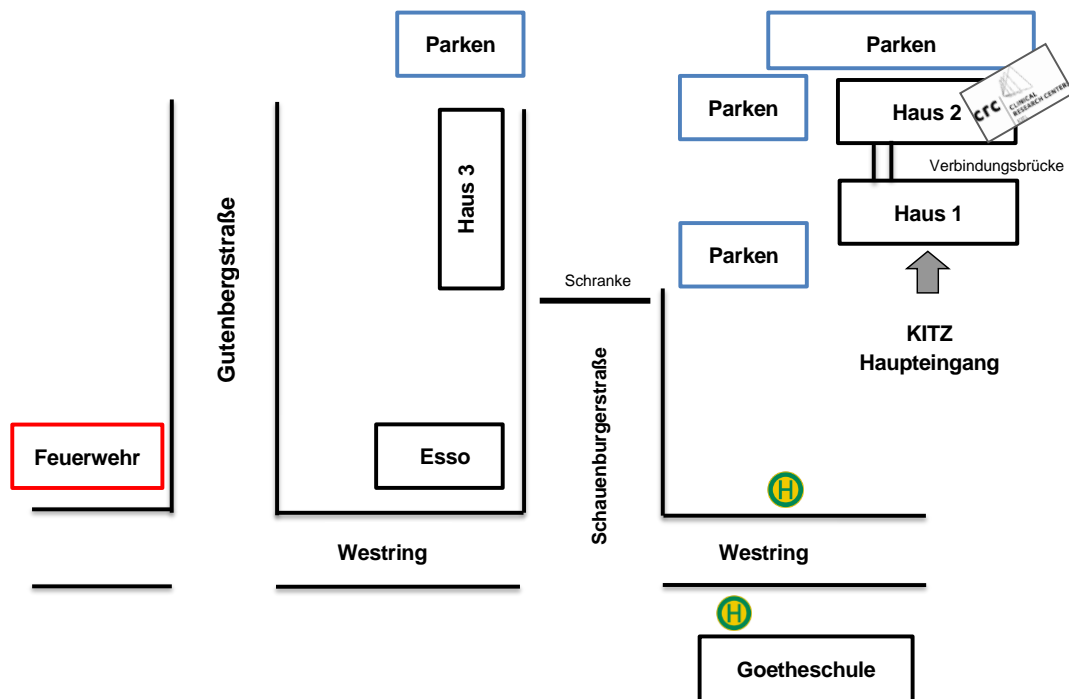 Parken
Parken
Parken
Haus 2
crc
CLINICAL
RESEARCH CENTER
Verbindungsbrücke
Haus 3
Haus 1
Parken
Schranke
Gutenbergstraße
KITZ
Haupteingang
Schauenburgerstraße
Feuerwehr
Esso
H
Westring
Westring
H
Goetheschule